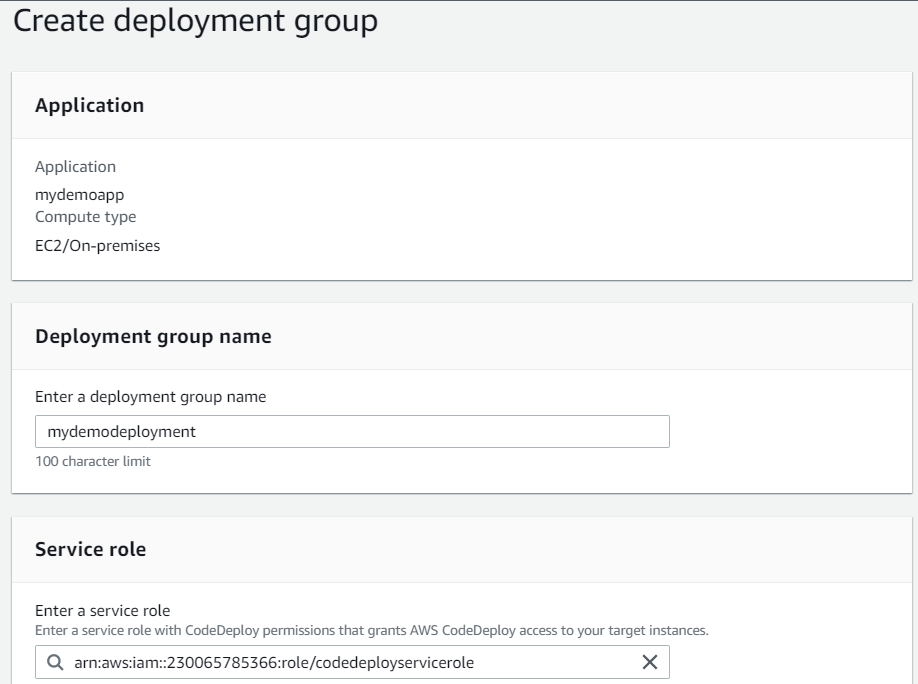 Create deployment group
Application
Application
mydemoapp
Compute type
EC2/On-premises
Deployment group name
Enter a deployment group name
mydemodeployment
100 character limit
Service role
Enter a service role
Enter a service role with CodeDeploy permissions that grants AWS CodeDeploy access to your target instances.
arn:aws:iam::230065785366:role/codedeployservicerole